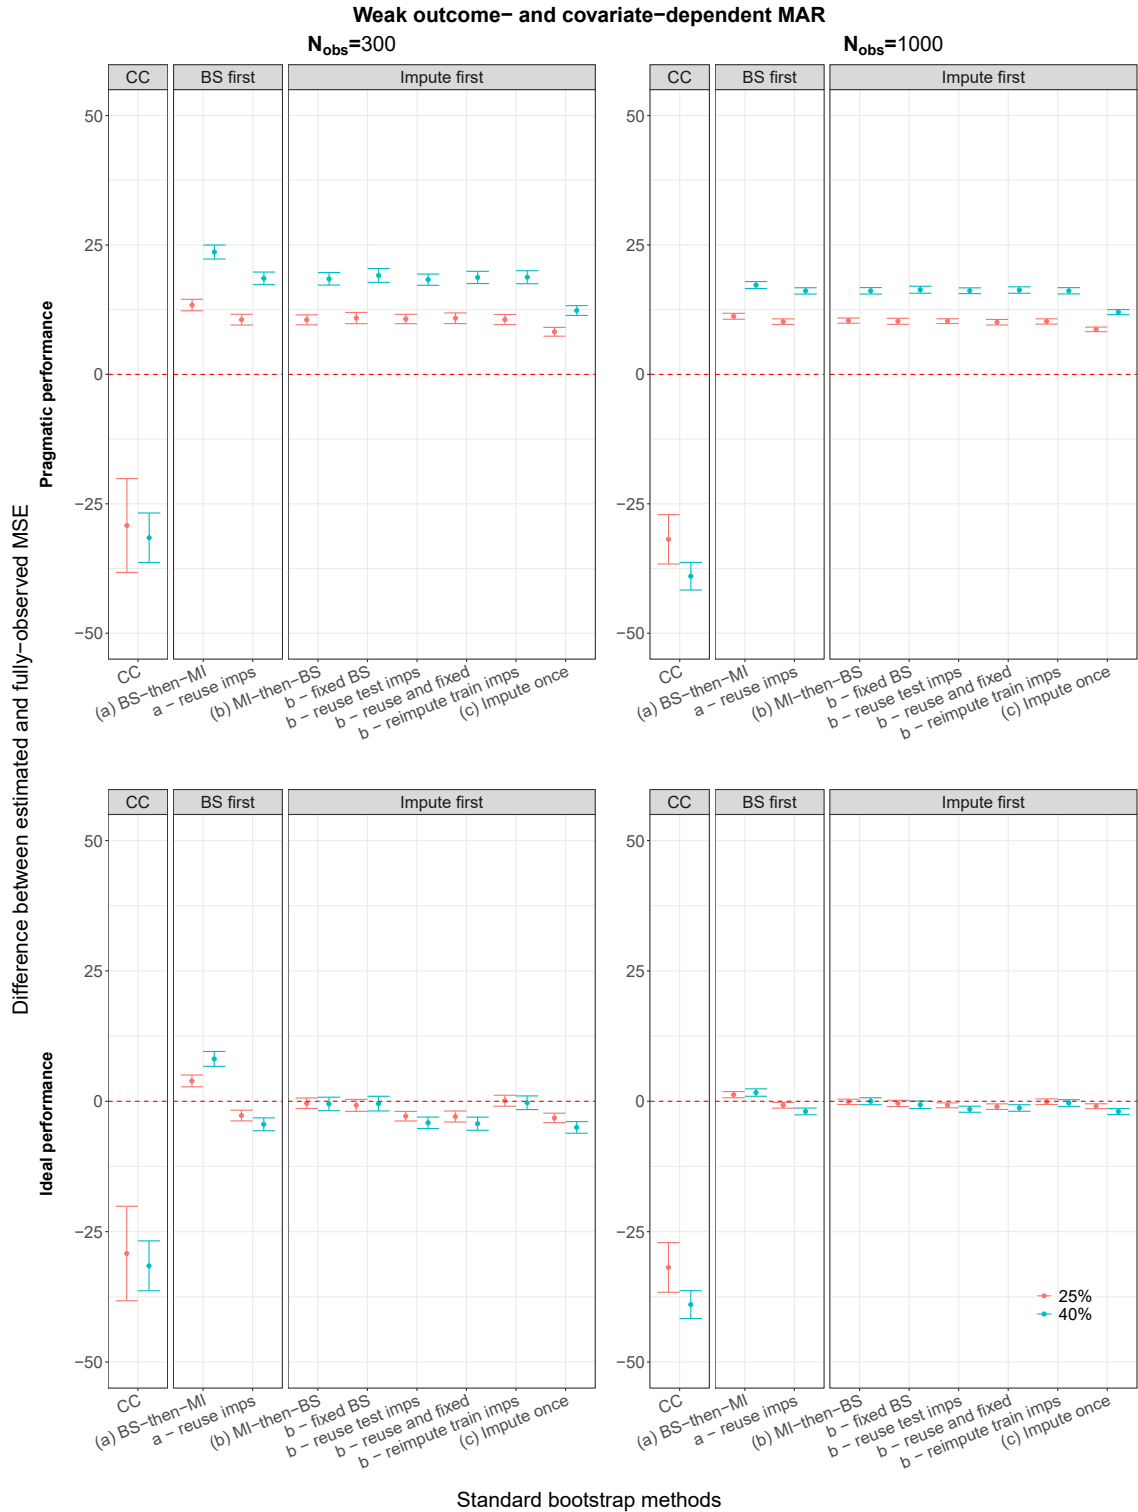 Weak outcome− and covariate−dependent MAR
Nobs=300
Nobs=1000
Difference between estimated and fully−observed MSE
Pragmatic performance
CC
BS first
Impute first
50
25
0
−25
−50
CC
(a) BS−then−MI
a − reuse imps
(b) MI−then−BS
b − fixed BS
b − reuse test imps
b − reuse and fixed
b − reimpute train imps
(c) Impute once
CC
BS first
Impute first
50
25
0
−25
−50
CC
(a) BS−then−MI
a − reuse imps
(b) MI−then−BS
b − fixed BS
b − reuse test imps
b − reuse and fixed
b − reimpute train imps
(c) Impute once
Ideal performance
CC
BS first
Impute first
50
25
0
−25
−50
CC
(a) BS−then−MI
a − reuse imps
(b) MI−then−BS
b − fixed BS
b − reuse test imps
b − reuse and fixed
b − reimpute train imps
(c) Impute once
CC
BS first
Impute first
50
25
0
−25
−50
25%
40%
CC
(a) BS−then−MI
a − reuse imps
(b) MI−then−BS
b − fixed BS
b − reuse test imps
b − reuse and fixed
b − reimpute train imps
(c) Impute once
Standard bootstrap methods